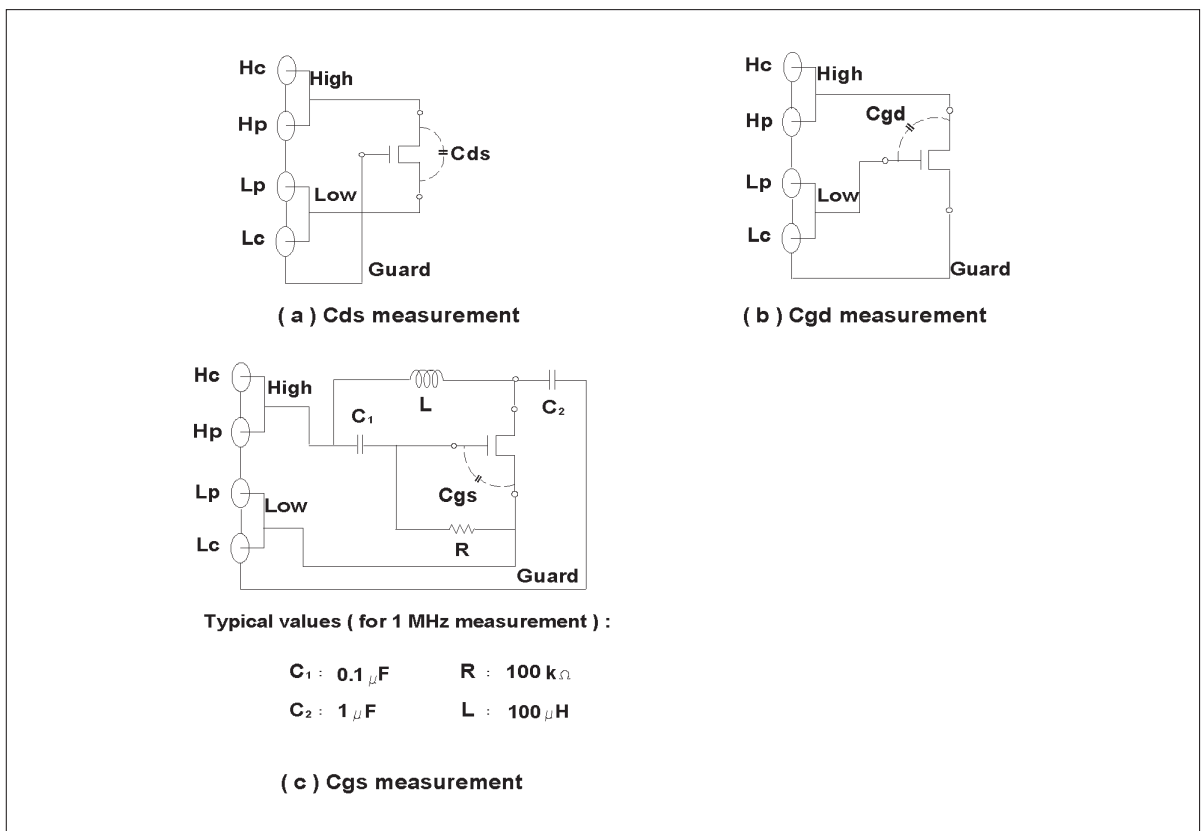 Hc
High
Hp
Cds
Lp
Low
Lc
Guard
( a ) Cds measurement
Hc
High
Cgd
Hp
Lp
Low
Lc
Guard
( b ) Cgd measurement
Hc
High
L
C₂
C₁
Hp
Lp
Cgs
Low
Lc
R
Guard
Typical values ( for 1 MHz measurement ) :
C₁ : 0.1 μF R : 100 kΩ
C₂ : 1 μF L : 100 μH
( c ) Cgs measurement